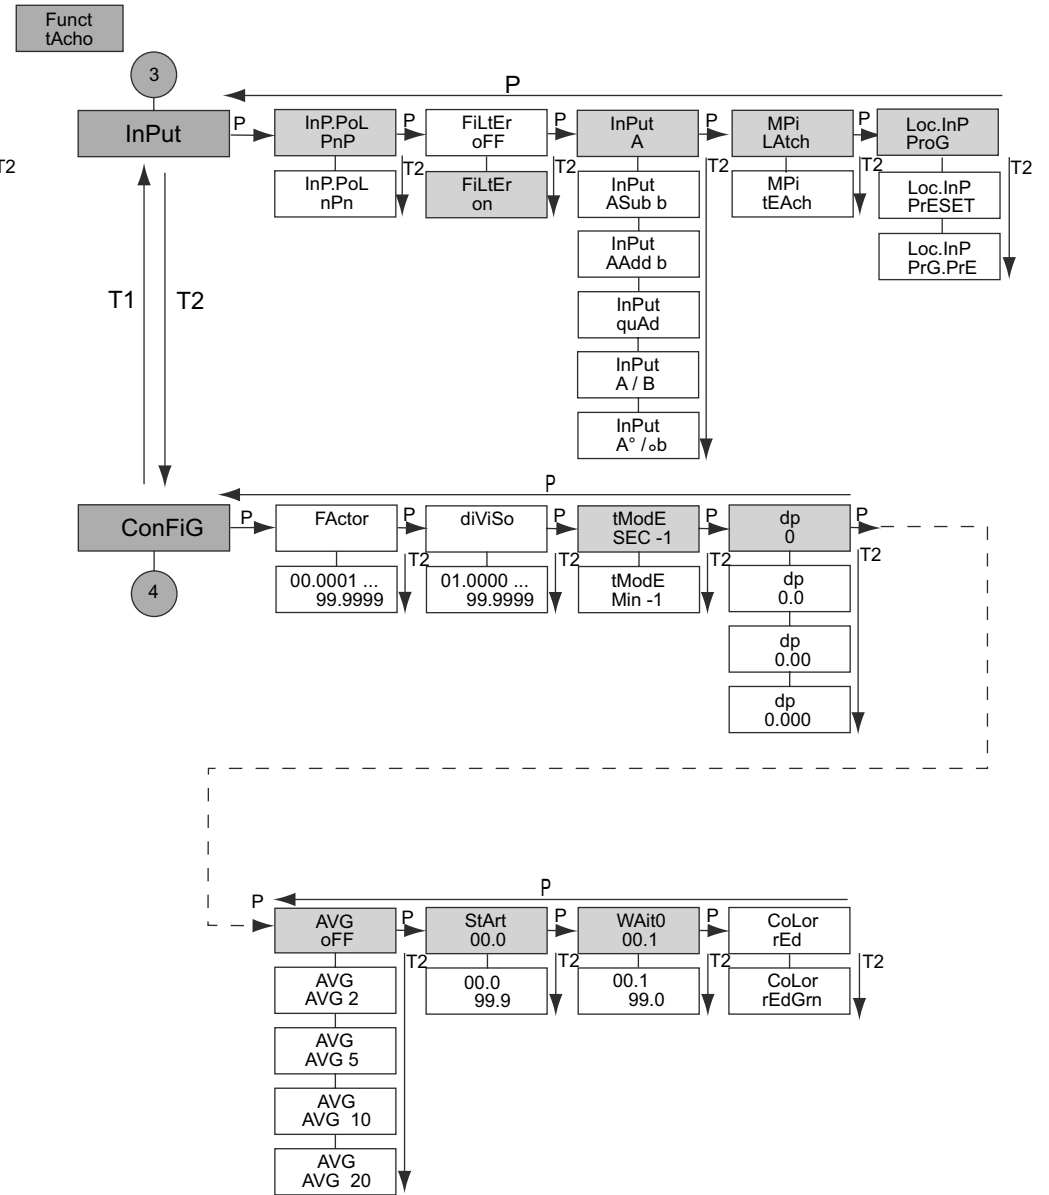 Funct
tAcho
3
P
InPut
P
InP.PoL
PnP
P
FiLtEr
oFF
P
InPut
A
P
MPi
LAtch
P
Loc.InP
ProG
T2
T2
T2
T2
T2
T2
InP.PoL
nPn
FiLtEr
on
InPut
ASub b
MPi
tEAch
Loc.InP
PrESET
InPut
AAdd b
Loc.InP
PrG.PrE
T1
T2
InPut
quAd
InPut
A / B
InPut
A° /∘b
P
ConFiG
P
FActor
P
diViSo
P
tModE
SEC -1
P
dp
0
P
T2
T2
T2
T2
00.0001 ...
99.9999
01.0000 ...
99.9999
tModE
Min -1
dp
0.0
4
dp
0.00
dp
0.000
P
P
AVG
oFF
P
StArt
00.0
P
WAit0
00.1
P
CoLor
rEd
T2
T2
T2
T2
AVG
AVG 2
00.0
99.9
00.1
99.0
CoLor
rEdGrn
AVG
AVG 5
AVG
AVG 10
AVG
AVG 20